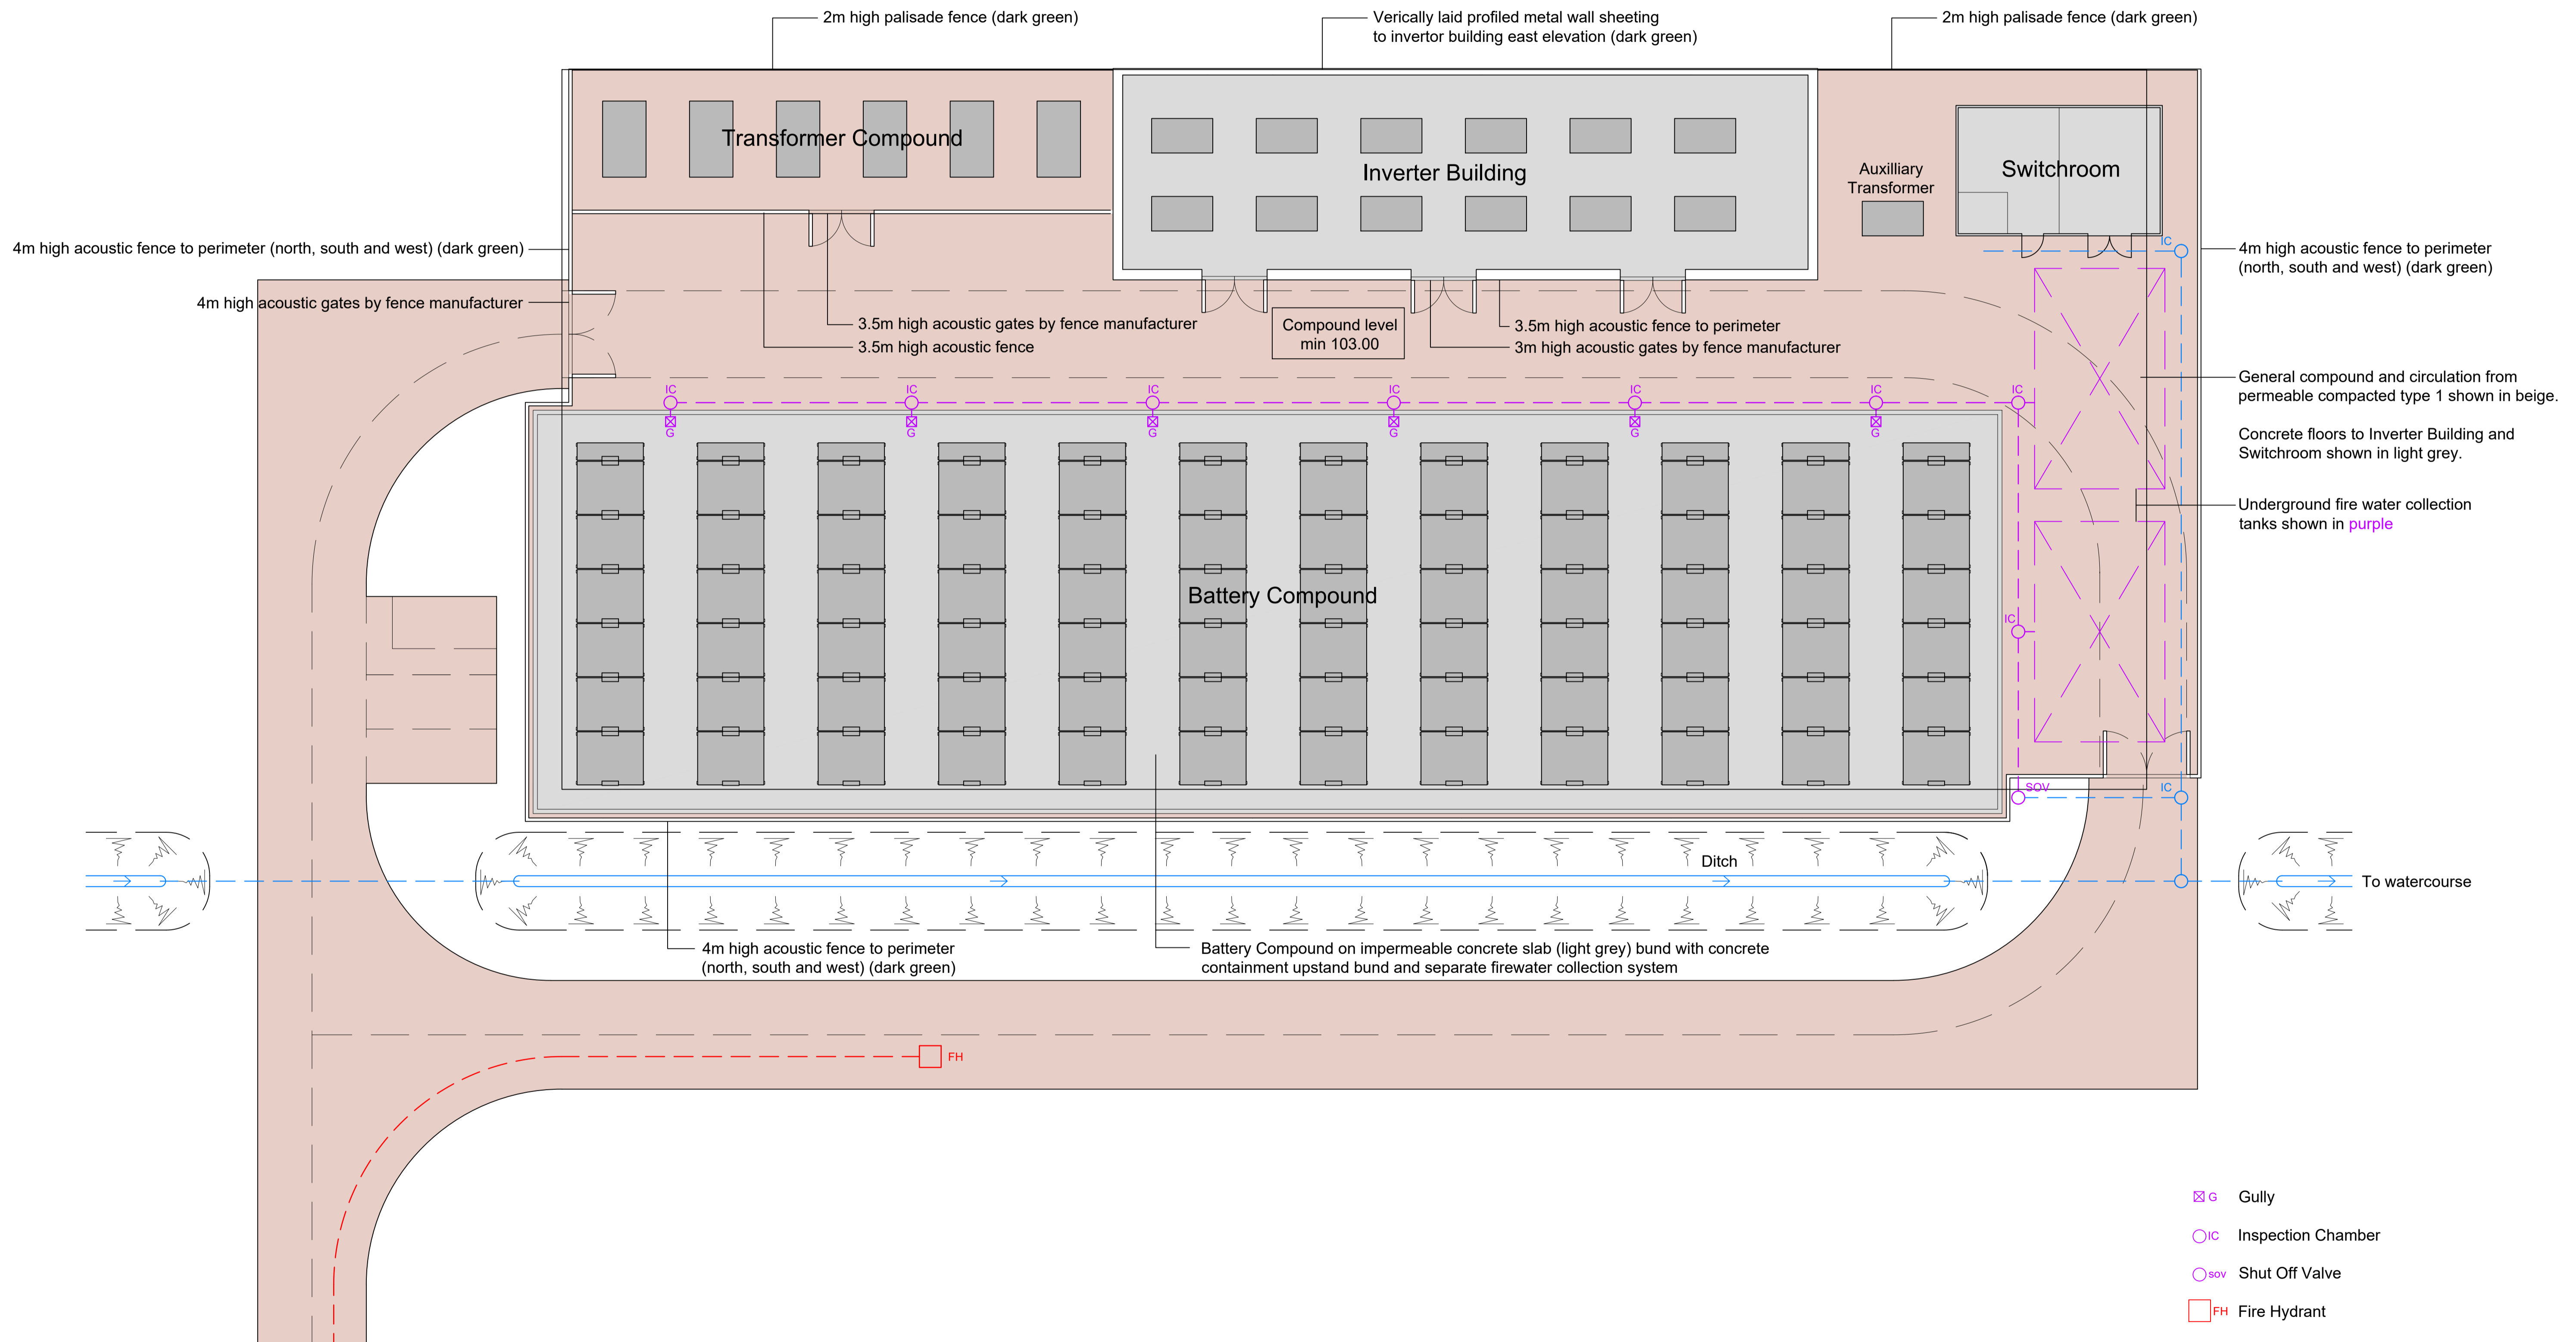 2m high palisade fence (dark green)
Verically laid profiled metal wall sheeting
to invertor building east elevation (dark green)
2m high palisade fence (dark green)
Transformer Compound
Inverter Building
Auxilliary
Transformer
Switchroom
4m high acoustic fence to perimeter (north, south and west) (dark green)
IC
4m high acoustic fence to perimeter
(north, south and west) (dark green)
4m high acoustic gates by fence manufacturer
3.5m high acoustic gates by fence manufacturer
3.5m high acoustic fence
Compound level
min 103.00
3.5m high acoustic fence to perimeter
3m high acoustic gates by fence manufacturer
General compound and circulation from
permeable compacted type 1 shown in beige.
Concrete floors to Inverter Building and
Switchroom shown in light grey.
IC
IC
IC
IC
IC
IC
IC
G
G
G
G
G
G
Underground fire water collection
tanks shown in purple
Battery Compound
IC
SOV
IC
Ditch
To watercourse
4m high acoustic fence to perimeter
(north, south and west) (dark green)
Battery Compound on impermeable concrete slab (light grey) bund with concrete
containment upstand bund and separate firewater collection system
FH
G Gully
IC Inspection Chamber
sov Shut Off Valve
FH Fire Hydrant